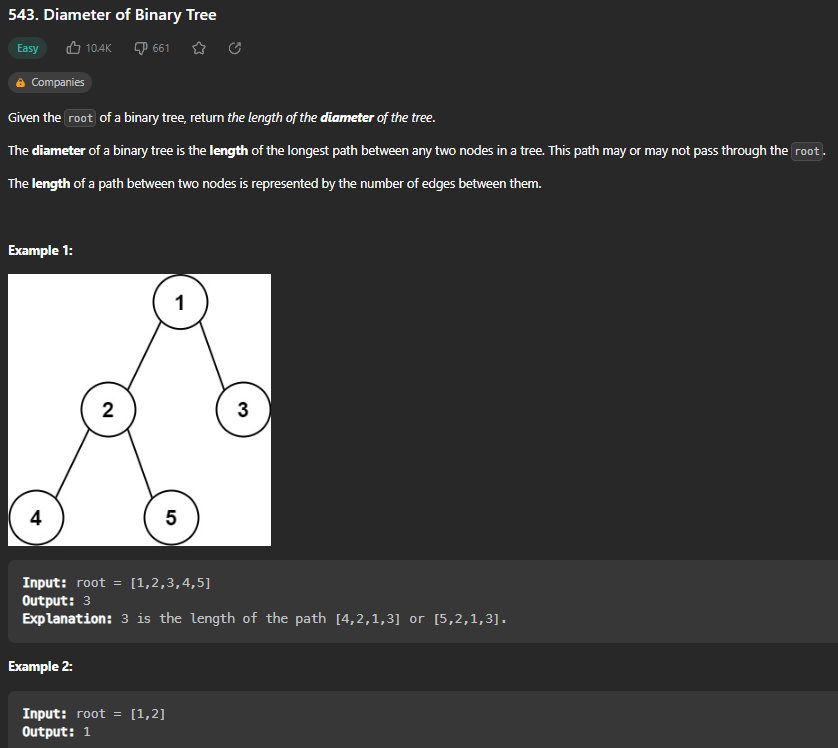 543. Diameter of Binary Tree
Easy 10.4K 661
Companies
Given the root of a binary tree, return the length of the diameter of the tree.
The diameter of a binary tree is the length of the longest path between any two nodes in a tree. This path may or may not pass through the root.
The length of a path between two nodes is represented by the number of edges between them.
Example 1:
1
2 3
4 5
Input: root = [1,2,3,4,5]
Output: 3
Explanation: 3 is the length of the path [4,2,1,3] or [5,2,1,3].
Example 2:
Input: root = [1,2]
Output: 1